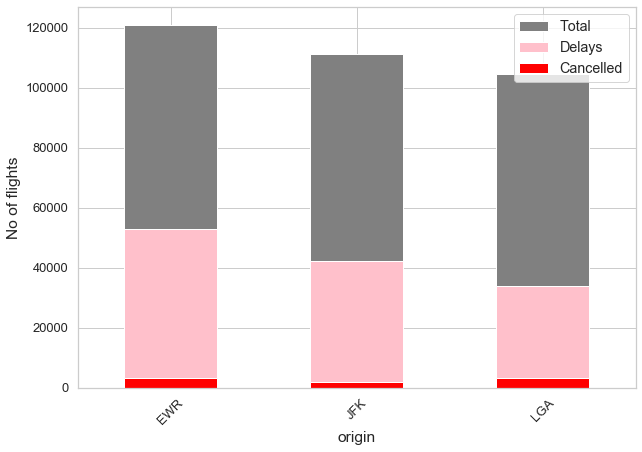 Total
Delays
Cancelled
No of flights
120000
100000
80000
60000
40000
20000
0
EWR
JFK
LGA
origin